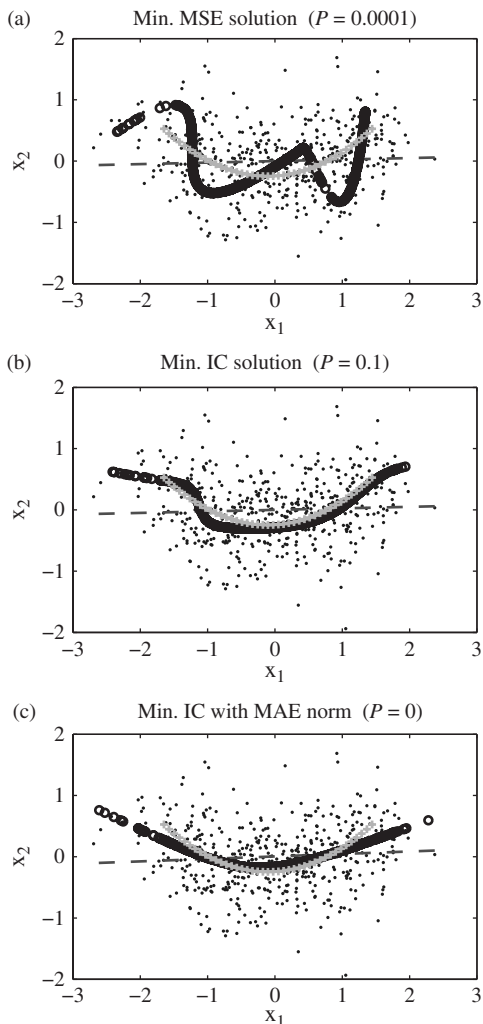 (a) Min. MSE solution (P = 0.0001)
2
1
0
−1
−2
x2
−3 −2 −1 0 1 2 3
x1
(b) Min. IC solution (P = 0.1)
2
1
0
−1
−2
x2
−3 −2 −1 0 1 2 3
x1
(c) Min. IC with MAE norm (P = 0)
2
1
0
−1
−2
x2
−3 −2 −1 0 1 2 3
x1